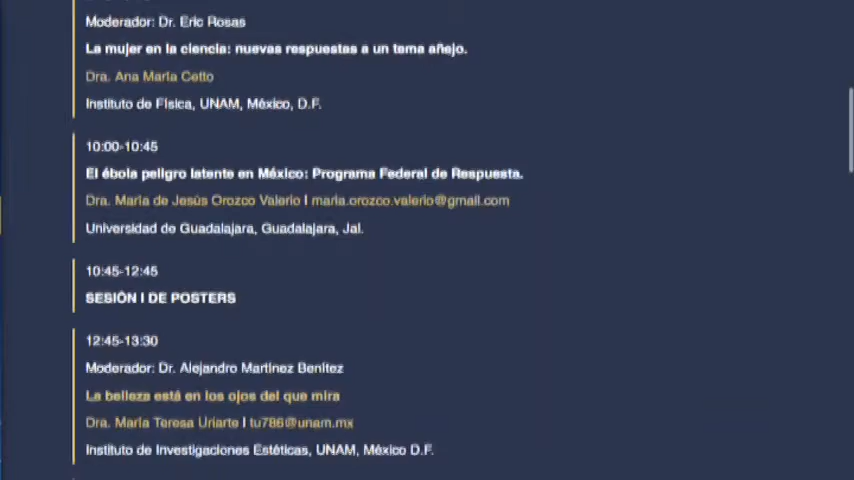 Moderador: Dr. Eric Rosas
La mujer en la ciencia: nuevas respuestas a un tema añejo.
Dra. Ana María Cetto
Instituto de Física, UNAM, México, D.F.
10:00-10:45
El ébola peligro latente en México: Programa Federal de Respuesta.
Dra. María de Jesús Orozco Valerio | maria.orozco.valerio@gmail.com
Universidad de Guadalajara, Guadalajara, Jal.
10:45-12:45
SESIÓN I DE POSTERS
12:45-13:30
Moderador: Dr. Alejandro Martínez Benítez
La belleza está en los ojos del que mira
Dra. María Teresa Uriarte | tu786@unam.mx
Instituto de Investigaciones Estéticas, UNAM, México D.F.